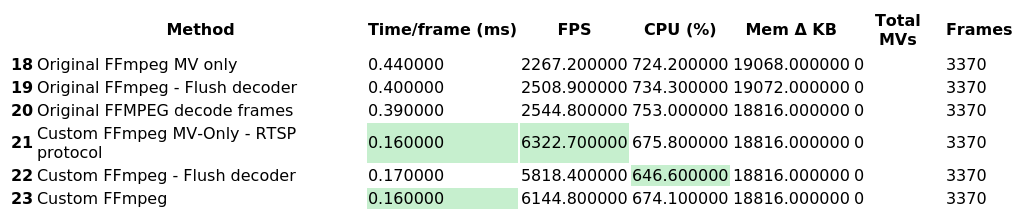 Method Time/frame (ms) FPS CPU (%) Mem Δ KB Total MVs Frames
18 Original FFmpeg MV only 0.440000 2267.200000 724.200000 19068.000000 0 3370
19 Original FFmpeg - Flush decoder 0.400000 2508.900000 734.300000 19072.000000 0 3370
20 Original FFMPEG decode frames 0.390000 2544.800000 753.000000 18816.000000 0 3370
21 Custom FFmpeg MV-Only - RTSP protocol 0.160000 6322.700000 675.800000 18816.000000 0 3370
22 Custom FFmpeg - Flush decoder 0.170000 5818.400000 646.600000 18816.000000 0 3370
23 Custom FFmpeg 0.160000 6144.800000 674.100000 18816.000000 0 3370